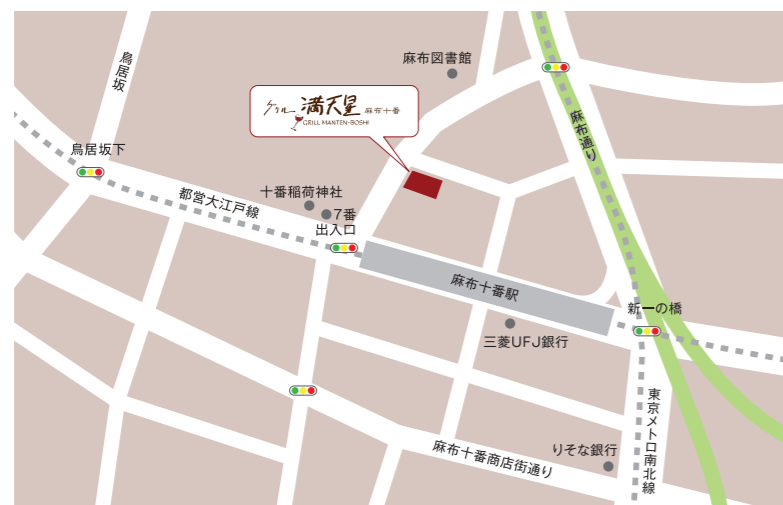 鳥居坂
麻布図書館
グリル 満天星 麻布十番
GRILL MANTEN-BOSHI
麻布通り
鳥居坂下
都営大江戸線
十番稲荷神社
7番
出入口
麻布十番駅
新一の橋
三菱UFJ銀行
東京メトロ南北線
麻布十番商店街通り
りそな銀行